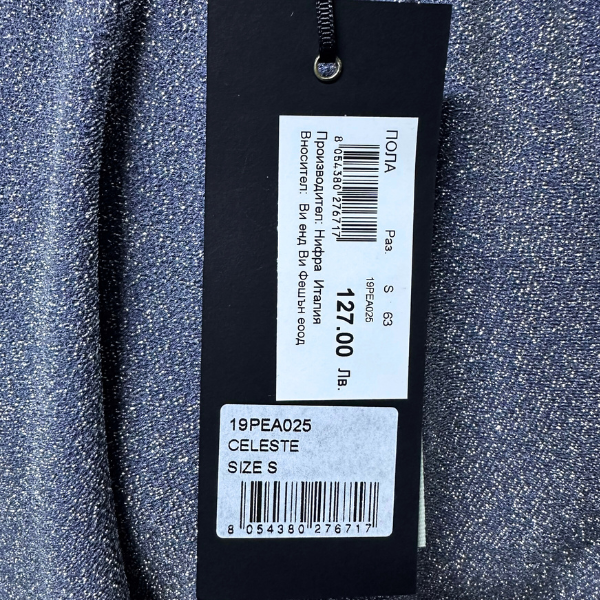 ПОЛА
Раз. S 63
19PEA025
127.00 Лв.
8 054380 276717
Производител: Нифра Италия
Вносител: Ви енд Ви Фешън еоод
19PEA025
CELESTE
SIZE S
8 054380 276717